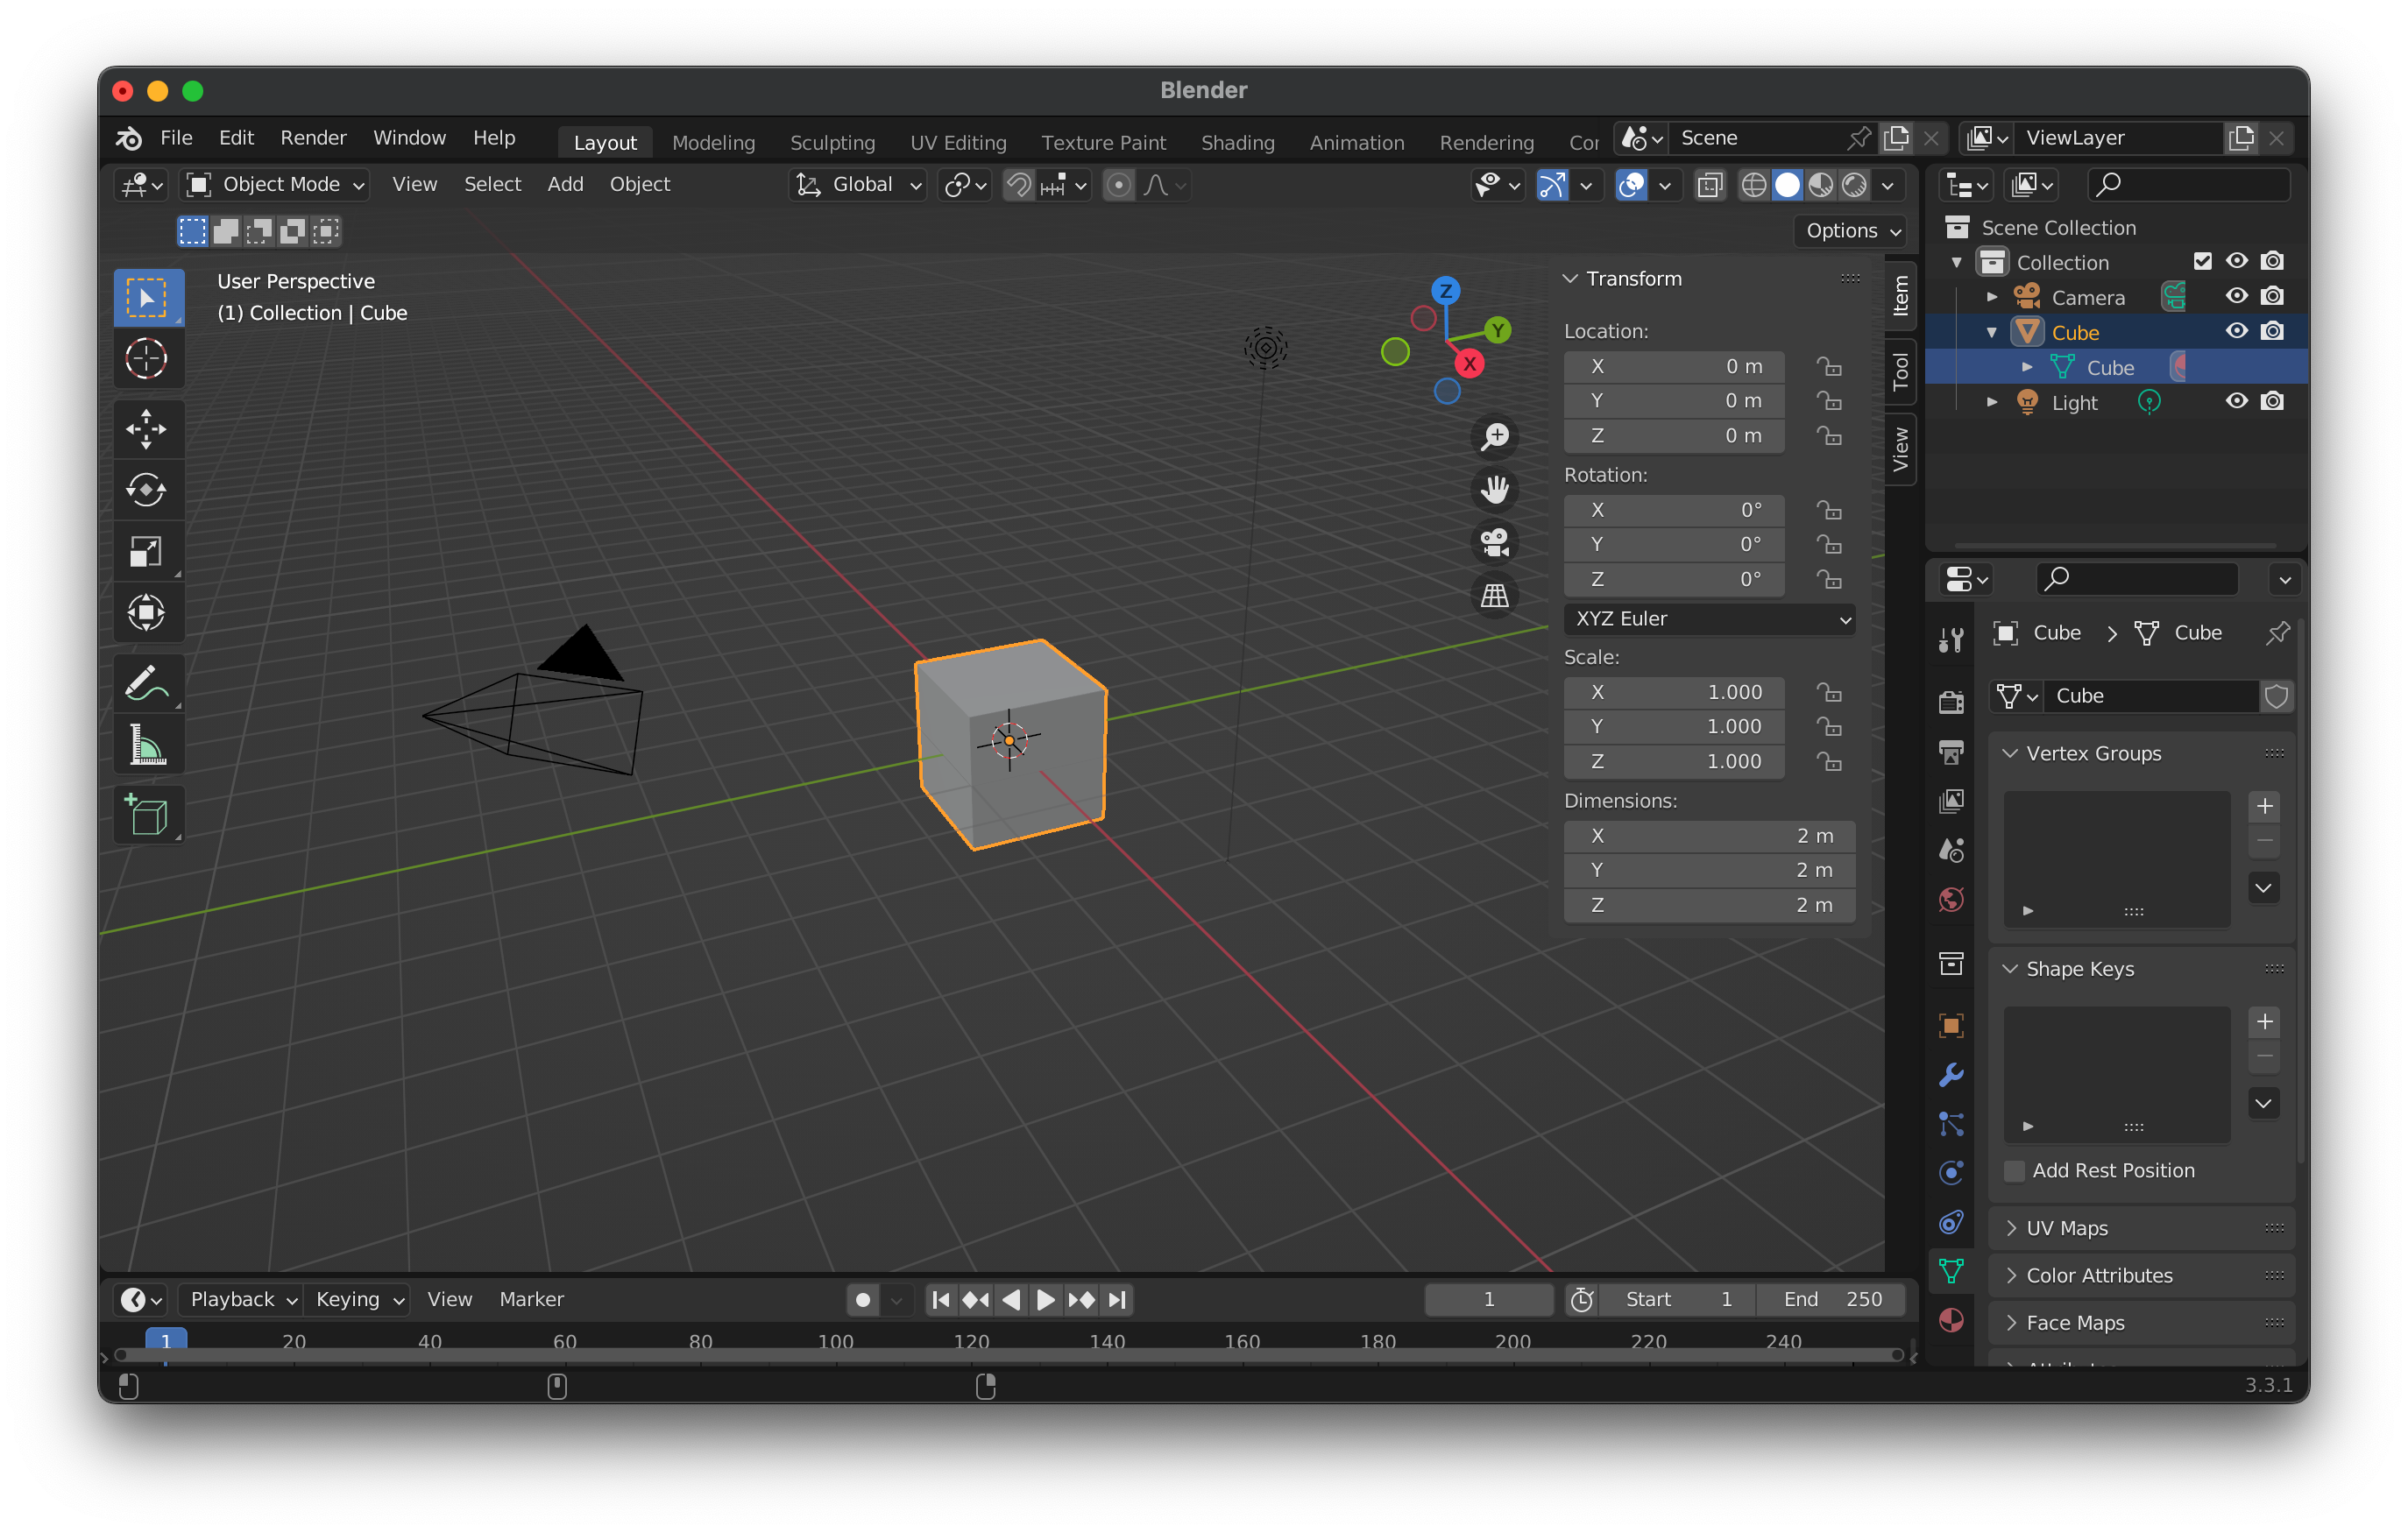 Blender
File Edit Render Window Help Layout Modeling Sculpting UV Editing Texture Paint Shading Animation Rendering Scene ViewLayer
Object Mode View Select Add Object Global
Options
User Perspective
(1) Collection | Cube
Z
Y
X
Transform
Location:
X 0 m
Y 0 m
Z 0 m
Rotation:
X 0°
Y 0°
Z 0°
XYZ Euler
Scale:
X 1.000
Y 1.000
Z 1.000
Dimensions:
X 2 m
Y 2 m
Z 2 m
Item
Tool
View
Scene Collection
Collection
Camera
Cube
Cube
Light
Cube > Cube
Cube
Vertex Groups
Shape Keys
Add Rest Position
UV Maps
Color Attributes
Face Maps
Playback Keying View Marker 1 Start 1 End 250
1 20 40 60 80 100 120 140 160 180 200 220 240
3.3.1